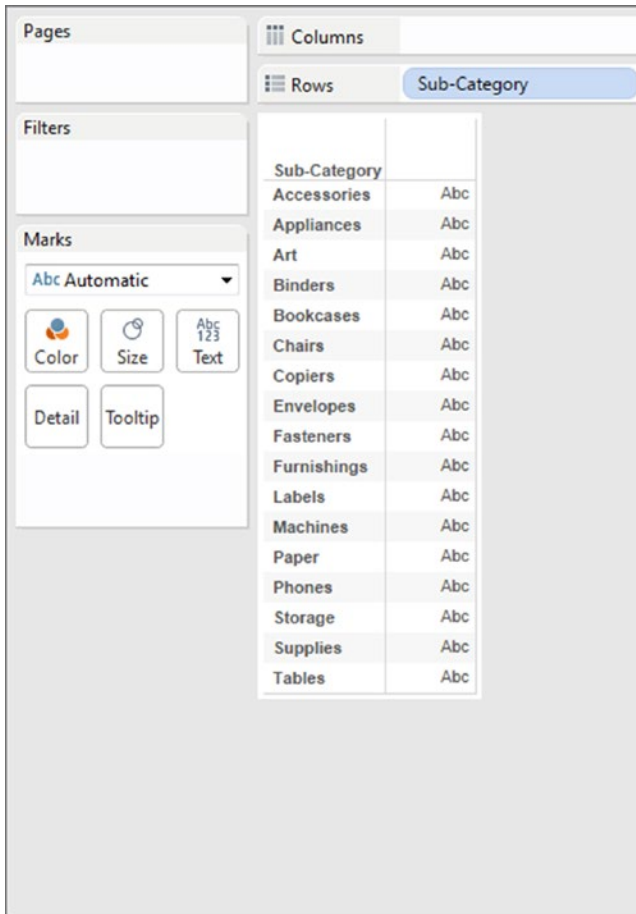 Pages
Columns
Rows Sub-Category
Filters
Marks
Abc Automatic
Color Size Abc 123 Text
Detail Tooltip
Sub-Category
Accessories Abc
Appliances Abc
Art Abc
Binders Abc
Bookcases Abc
Chairs Abc
Copiers Abc
Envelopes Abc
Fasteners Abc
Furnishings Abc
Labels Abc
Machines Abc
Paper Abc
Phones Abc
Storage Abc
Supplies Abc
Tables Abc